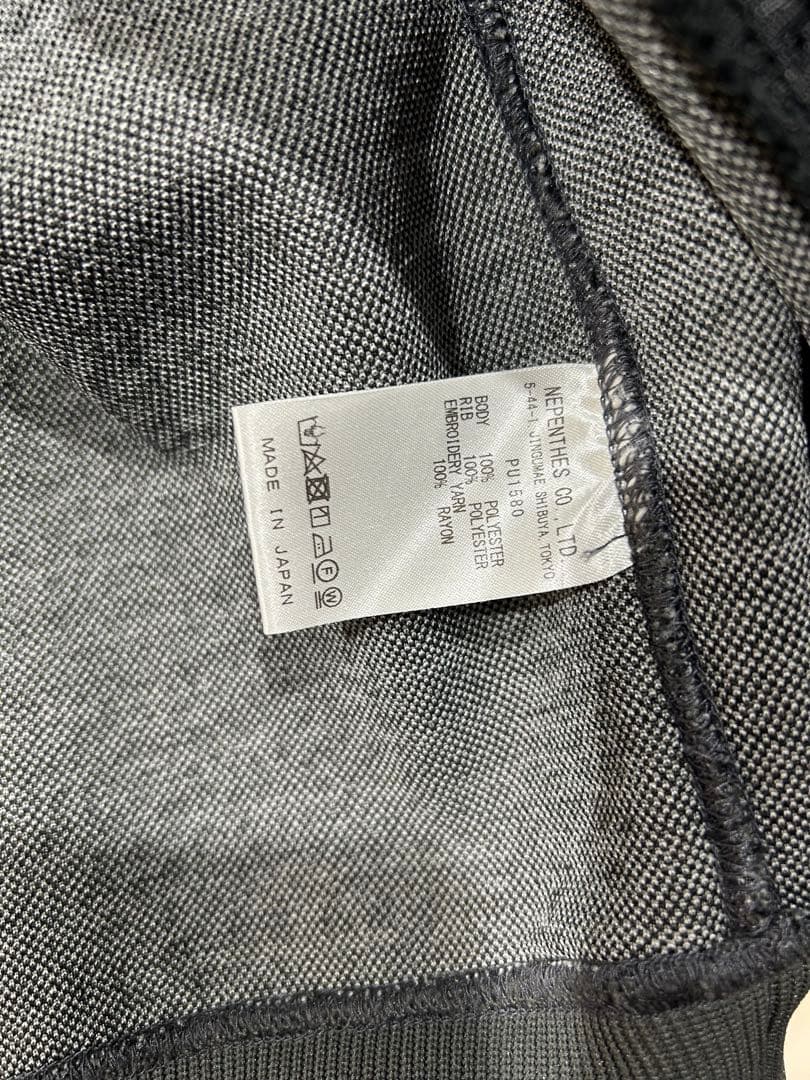 NEPENTHES CO.,LTD.
5-44-1 JINGUMAE SHIBUYA, TOKYO
PU1580
BODY 100% POLYESTER
RIB 100% POLYESTER
EMBROIDERY YARN
100% RAYON
F W
MADE IN JAPAN